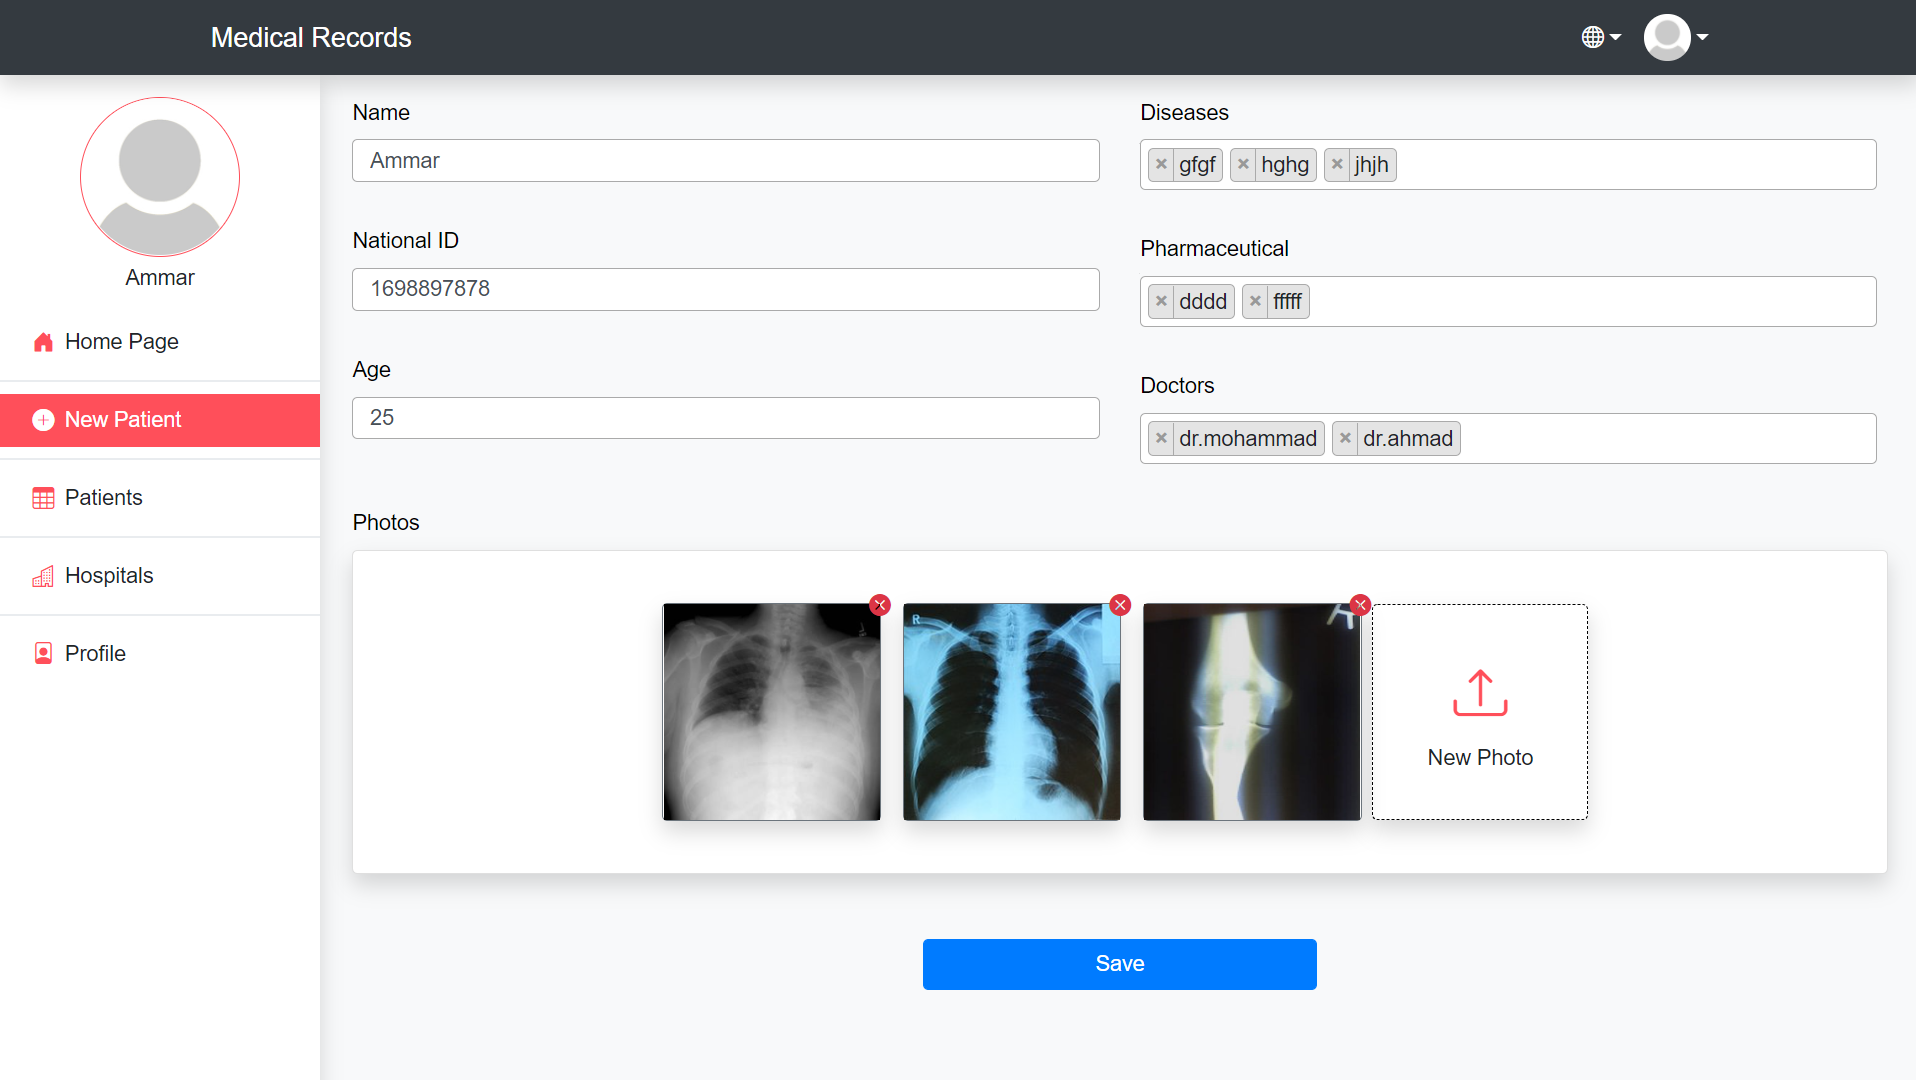 Medical Records
Ammar
Home Page
New Patient
Patients
Hospitals
Profile
Name
Ammar
National ID
1698897878
Age
25
Diseases
× gfgf × hghg × jhjh
Pharmaceutical
× dddd × fffff
Doctors
× dr.mohammad × dr.ahmad
Photos
R
New Photo
Save